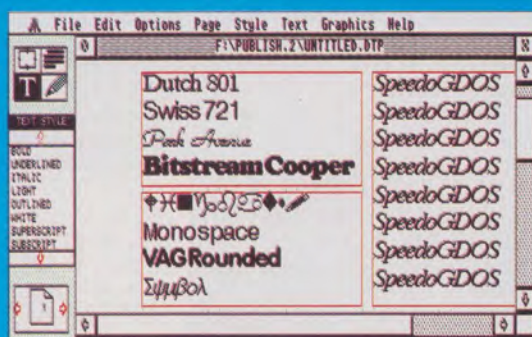 File Edit Options Page Style Text Graphics Help
F:\PUBLISH.2\UNTITLED.DTP
T
TEXT STYLE
BOLD
UNDERLINED
ITALIC
LIGHT
OUTLINED
WHITE
SUPERSCRIPT
SUBSCRIPT
1
Dutch 801
Swiss 721
Park Avenue
Bitstream Cooper
Monospace
VAG Rounded
Σψμβολ
SpeedoGDOS
SpeedoGDOS
SpeedoGDOS
SpeedoGDOS
SpeedoGDOS
SpeedoGDOS
SpeedoGDOS
SpeedoGDOS